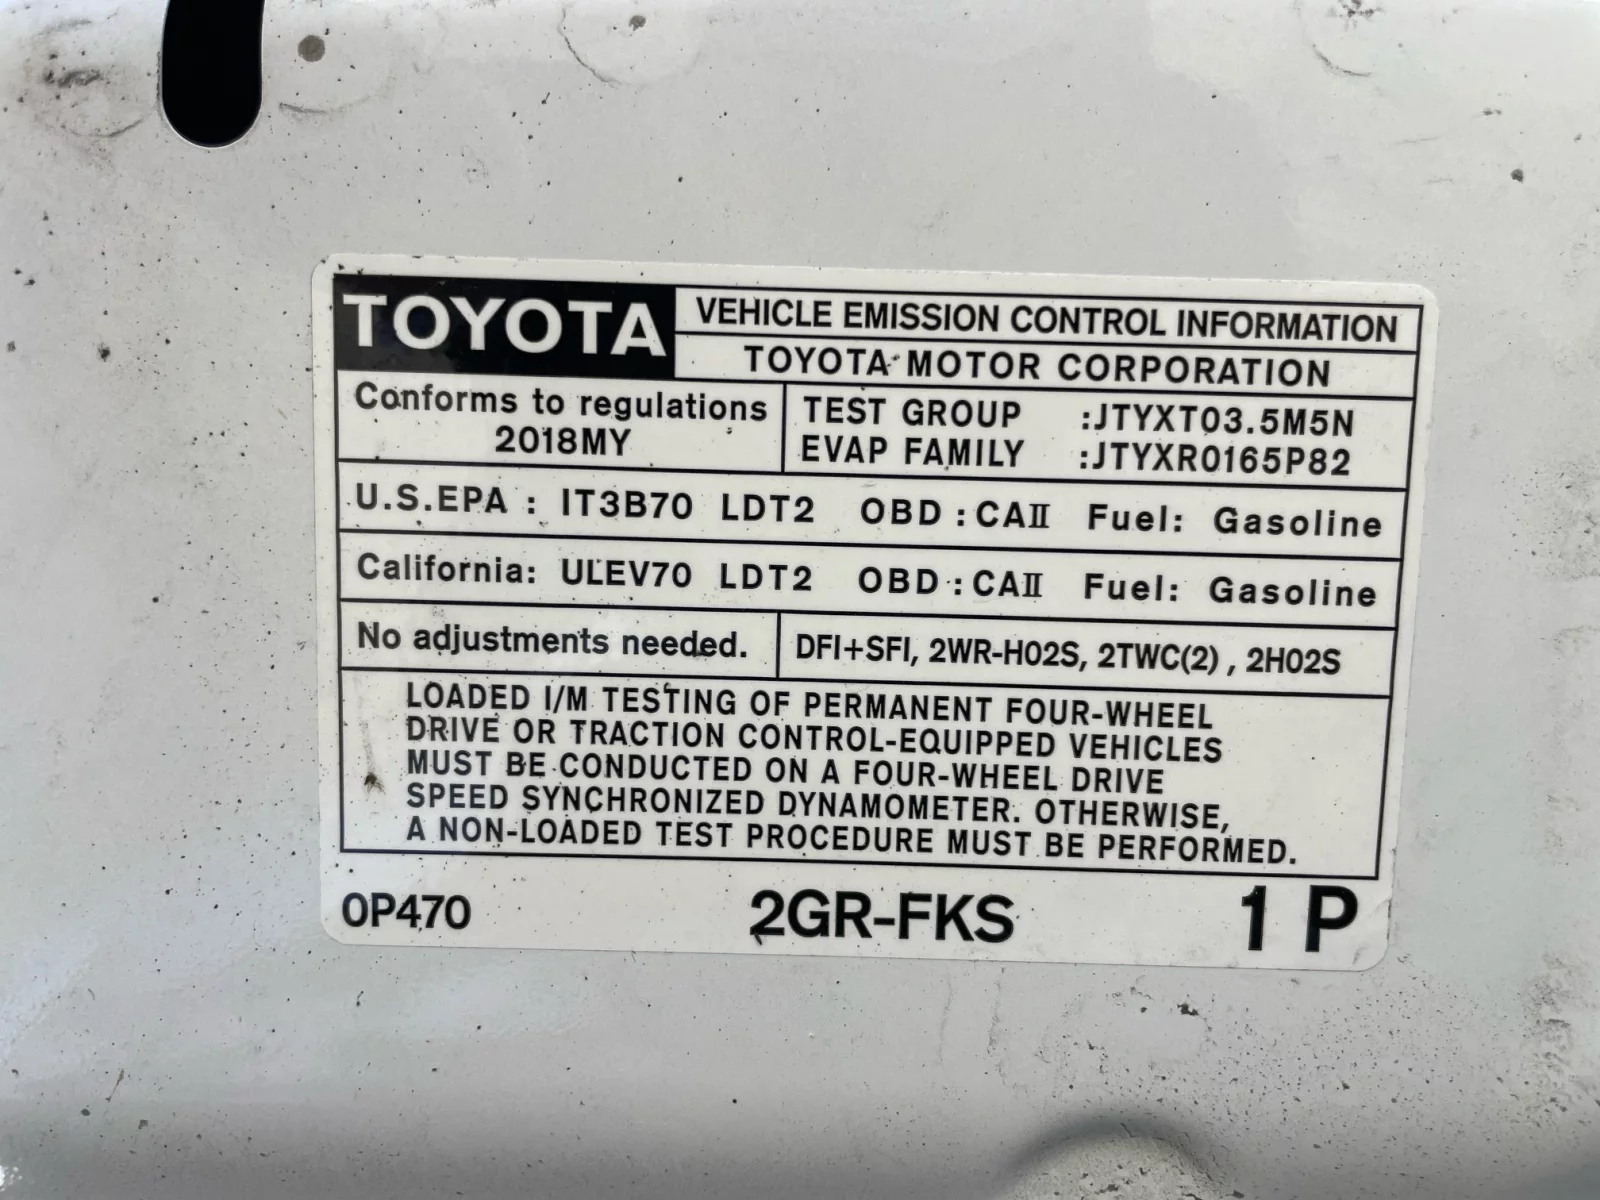 TOYOTA
VEHICLE EMISSION CONTROL INFORMATION
TOYOTA MOTOR CORPORATION
Conforms to regulations
2018MY
TEST GROUP :JTYXT03.5M5N
EVAP FAMILY :JTYXR0165P82
U.S.EPA : IT3B70 LDT2 OBD : CAII Fuel: Gasoline
California: ULEV70 LDT2 OBD : CAII Fuel: Gasoline
No adjustments needed.
DFI+SFI, 2WR-HO2S, 2TWC(2) , 2HO2S
LOADED I/M TESTING OF PERMANENT FOUR-WHEEL
DRIVE OR TRACTION CONTROL-EQUIPPED VEHICLES
MUST BE CONDUCTED ON A FOUR-WHEEL DRIVE
SPEED SYNCHRONIZED DYNAMOMETER. OTHERWISE,
A NON-LOADED TEST PROCEDURE MUST BE PERFORMED.
0P470 2GR-FKS 1 P